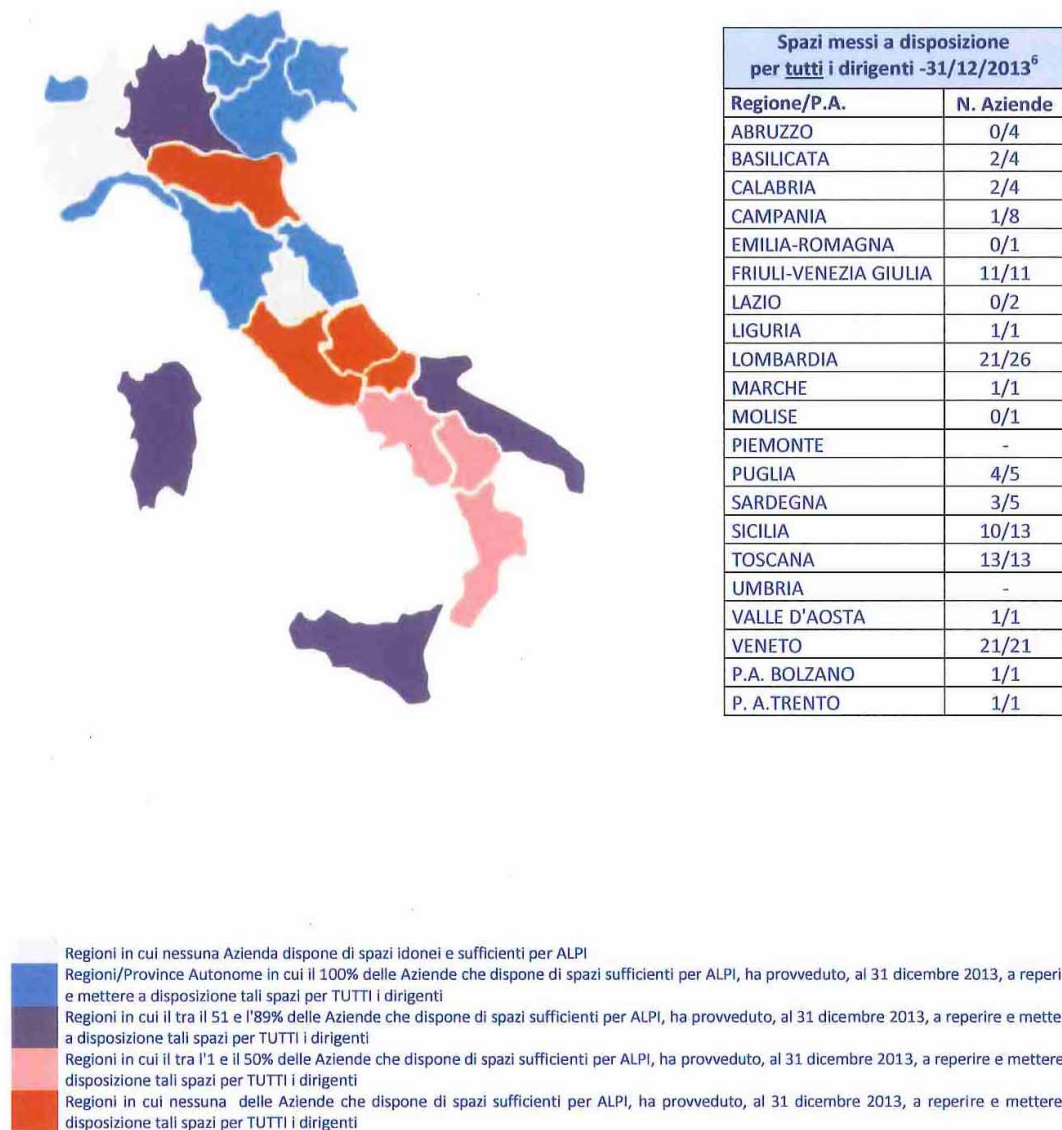 Spazi messi a disposizione
per tutti i dirigenti -31/12/2013⁶
Regione/P.A. N. Aziende
ABRUZZO 0/4
BASILICATA 2/4
CALABRIA 2/4
CAMPANIA 1/8
EMILIA-ROMAGNA 0/1
FRIULI-VENEZIA GIULIA 11/11
LAZIO 0/2
LIGURIA 1/1
LOMBARDIA 21/26
MARCHE 1/1
MOLISE 0/1
PIEMONTE -
PUGLIA 4/5
SARDEGNA 3/5
SICILIA 10/13
TOSCANA 13/13
UMBRIA -
VALLE D'AOSTA 1/1
VENETO 21/21
P.A. BOLZANO 1/1
P. A.TRENTO 1/1
Regioni in cui nessuna Azienda dispone di spazi idonei e sufficienti per ALPI
Regioni/Province Autonome in cui il 100% delle Aziende che dispone di spazi sufficienti per ALPI, ha provveduto, al 31 dicembre 2013, a reperi
e mettere a disposizione tali spazi per TUTTI i dirigenti
Regioni in cui il tra il 51 e l'89% delle Aziende che dispone di spazi sufficienti per ALPI, ha provveduto, al 31 dicembre 2013, a reperire e mette
a disposizione tali spazi per TUTTI i dirigenti
Regioni in cui il tra l'1 e il 50% delle Aziende che dispone di spazi sufficienti per ALPI, ha provveduto, al 31 dicembre 2013, a reperire e mettere
disposizione tali spazi per TUTTI i dirigenti
Regioni in cui nessuna delle Aziende che dispone di spazi sufficienti per ALPI, ha provveduto, al 31 dicembre 2013, a reperire e mettere
disposizione tali spazi per TUTTI i dirigenti